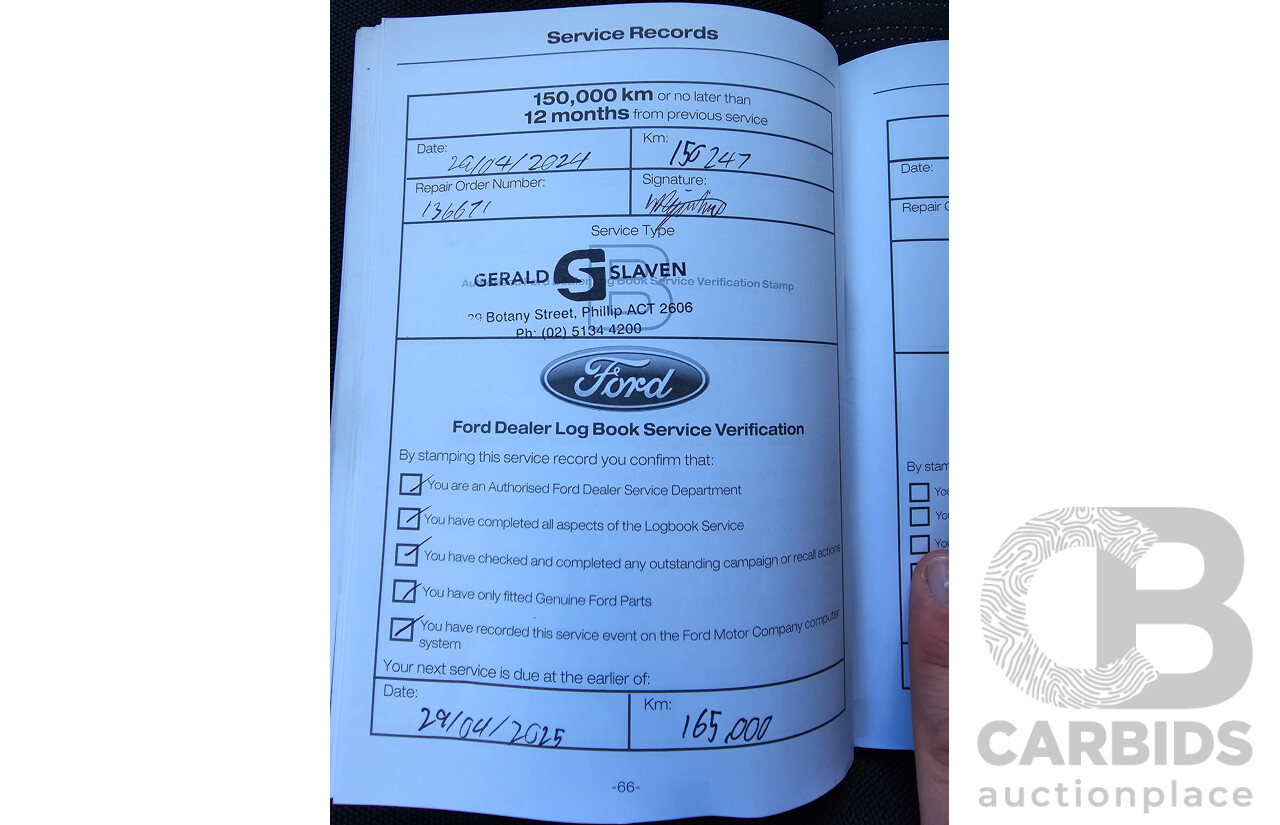 Service Records
150,000 km or no later than
12 months from previous service
Date:
29/04/2024
Km:
150247
Repair Order Number:
136671
Signature:
Service Type
B
GERALD SLAVEN
Authorised Ford Dealer Log Book Service Verification Stamp
Botany Street, Phillip ACT 2606
Ph: (02) 5134 4200
Ford
Ford Dealer Log Book Service Verification
By stamping this service record you confirm that:
You are an Authorised Ford Dealer Service Department
You have completed all aspects of the Logbook Service
You have checked and completed any outstanding campaign or recall actions
You have only fitted Genuine Ford Parts
You have recorded this service event on the Ford Motor Company computer
system
Your next service is due at the earlier of:
Date:
29/04/2025
Km:
165,000
-66-
Date:
Repair
By stam
CB
CARBIDS
auctionplace